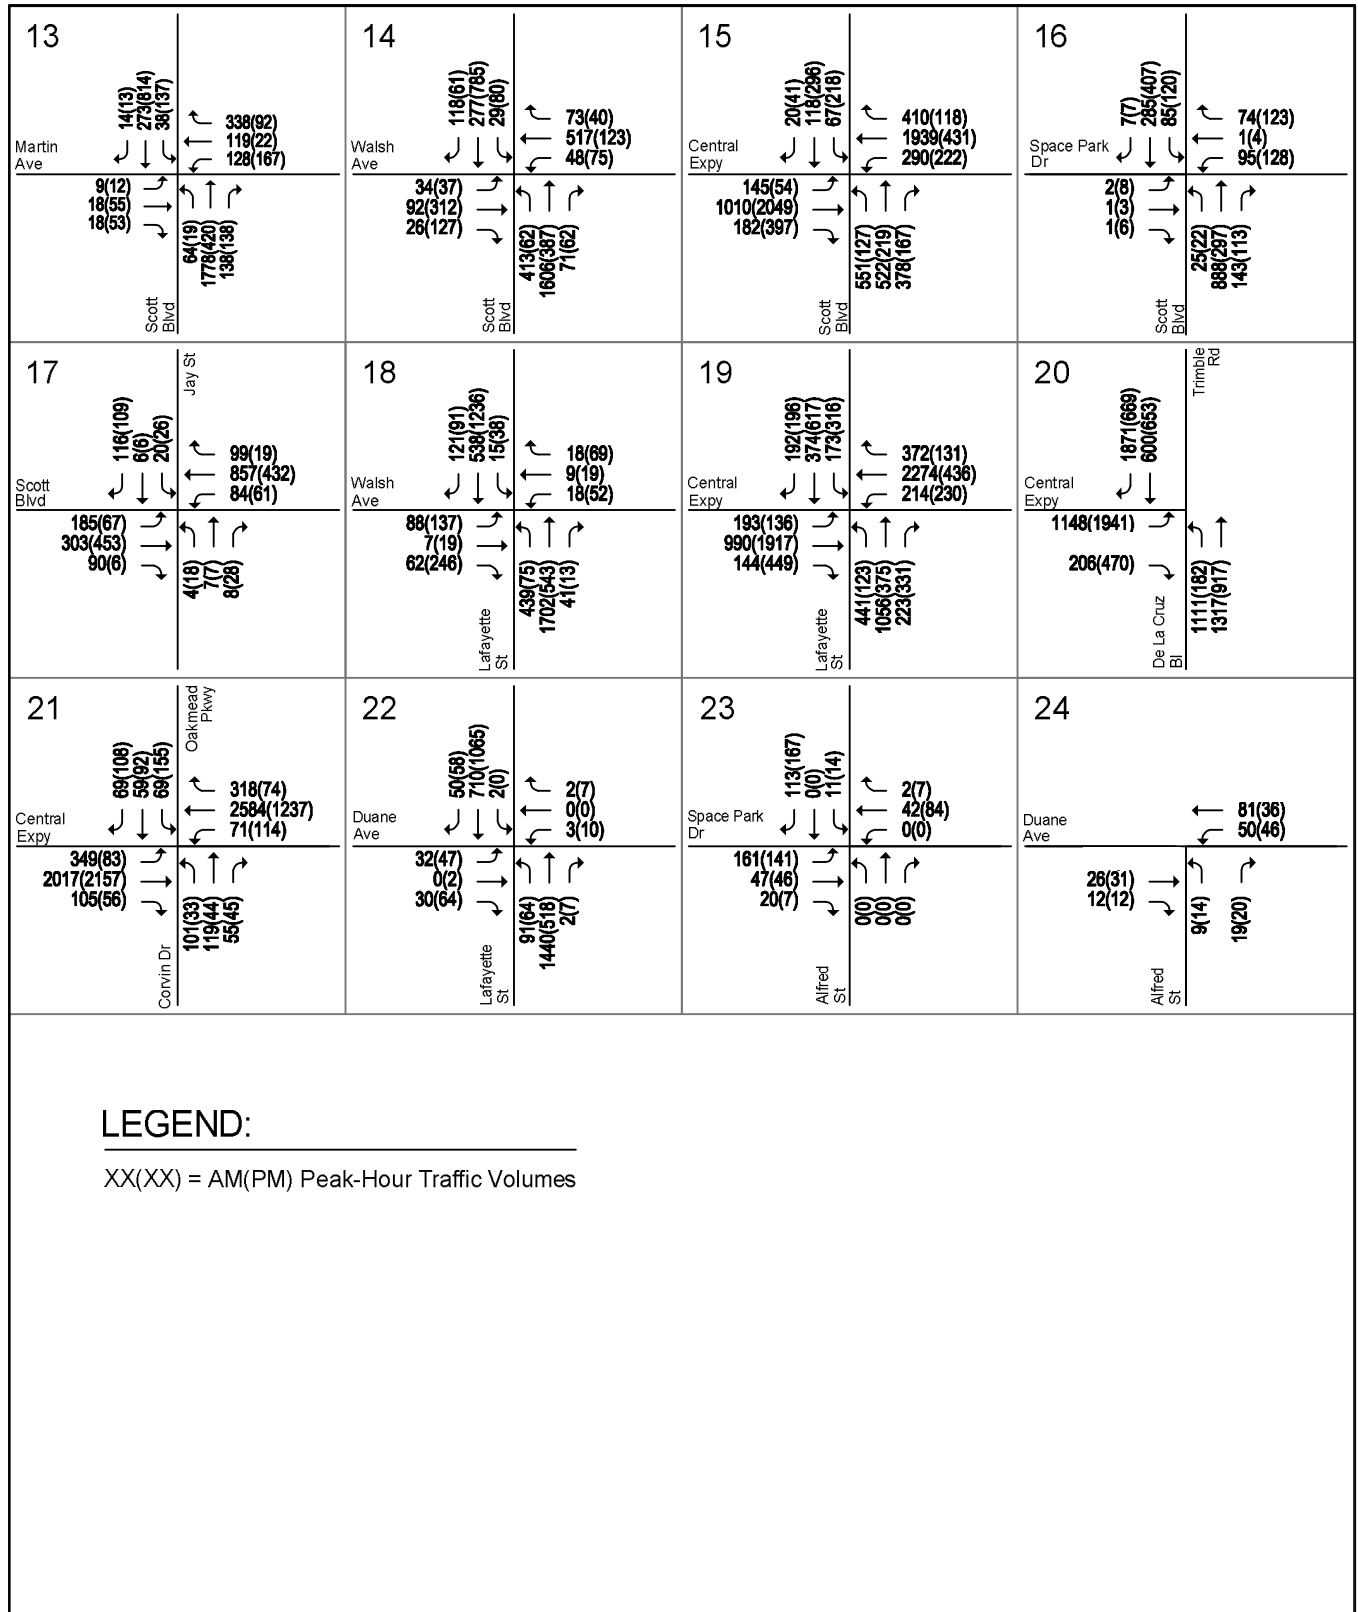 13
14(13)
273(814)
38(137)
338(92)
119(22)
128(167)
Martin
Ave
9(12)
18(55)
18(53)
64(19)
1778(420)
138(138)
Scott
Blvd
14
118(61)
277(785)
29(80)
73(40)
517(123)
48(75)
Walsh
Ave
34(37)
92(312)
26(127)
413(62)
1606(387)
71(62)
Scott
Blvd
15
20(41)
118(296)
67(218)
410(118)
1939(431)
290(222)
Central
Expy
145(54)
1010(2049)
182(397)
551(127)
522(219)
378(167)
Scott
Blvd
16
7(7)
285(407)
85(120)
74(123)
1(4)
95(128)
Space Park
Dr
2(8)
1(3)
1(6)
25(22)
888(297)
143(113)
Scott
Blvd
17
Jay St
116(109)
6(6)
20(26)
99(19)
857(432)
84(61)
Scott
Blvd
185(67)
303(453)
90(6)
4(18)
7(7)
8(28)
18
121(91)
538(1236)
15(38)
18(69)
9(19)
18(52)
Walsh
Ave
88(137)
7(19)
62(246)
439(75)
1702(543)
41(13)
Lafayette
St
19
192(196)
374(617)
173(316)
372(131)
2274(436)
214(230)
Central
Expy
193(136)
990(1917)
144(449)
441(123)
1056(375)
223(331)
Lafayette
St
20
Trimble
Rd
1871(669)
600(653)
Central
Expy
1148(1941)
206(470)
1111(182)
1317(917)
De La Cruz
Bl
21
Oakmead
Pkwy
69(108)
59(92)
69(155)
318(74)
2584(1237)
71(114)
Central
Expy
349(83)
2017(2157)
105(56)
101(33)
119(44)
55(45)
Corvin Dr
22
50(58)
710(1065)
2(0)
2(7)
0(0)
3(10)
Duane
Ave
32(47)
0(2)
30(64)
91(64)
1440(518)
2(7)
Lafayette
St
23
113(167)
0(0)
11(14)
2(7)
42(84)
0(0)
Space Park
Dr
161(141)
47(46)
20(7)
0(0)
0(0)
0(0)
Alfred
St
24
81(36)
50(46)
Duane
Ave
26(31)
12(12)
9(14)
19(20)
Alfred
St
LEGEND:
XX(XX) = AM(PM) Peak-Hour Traffic Volumes